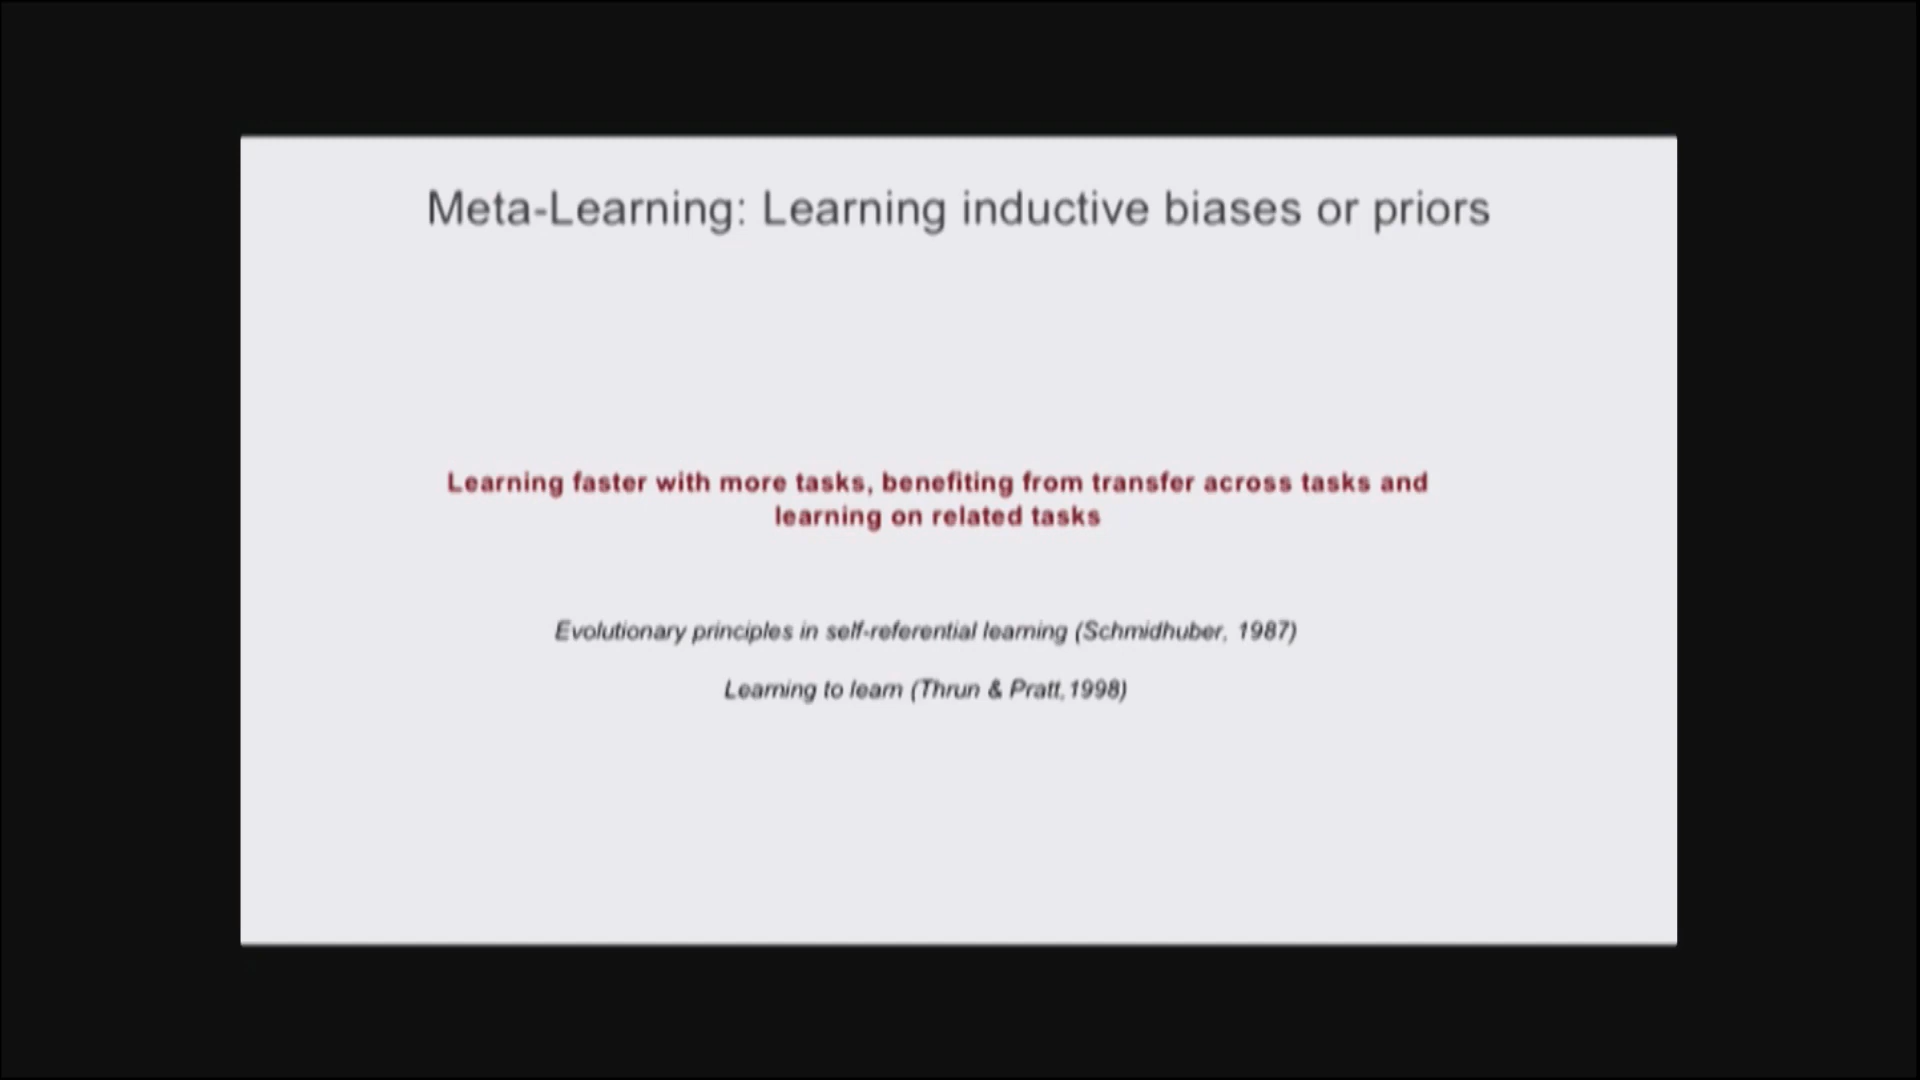 Meta-Learning: Learning inductive biases or priors
Learning faster with more tasks, benefiting from transfer across tasks and
learning on related tasks
Evolutionary principles in self-referential learning (Schmidhuber, 1987)
Learning to learn (Thrun & Pratt, 1998)